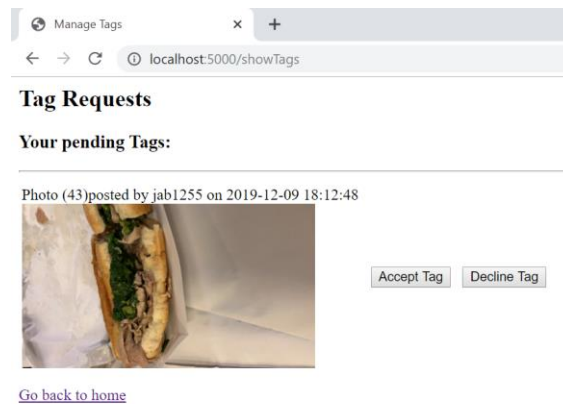 Manage Tags
localhost:5000/showTags
Tag Requests
Your pending Tags:
Photo (43)posted by jab1255 on 2019-12-09 18:12:48
Accept Tag Decline Tag
Go back to home